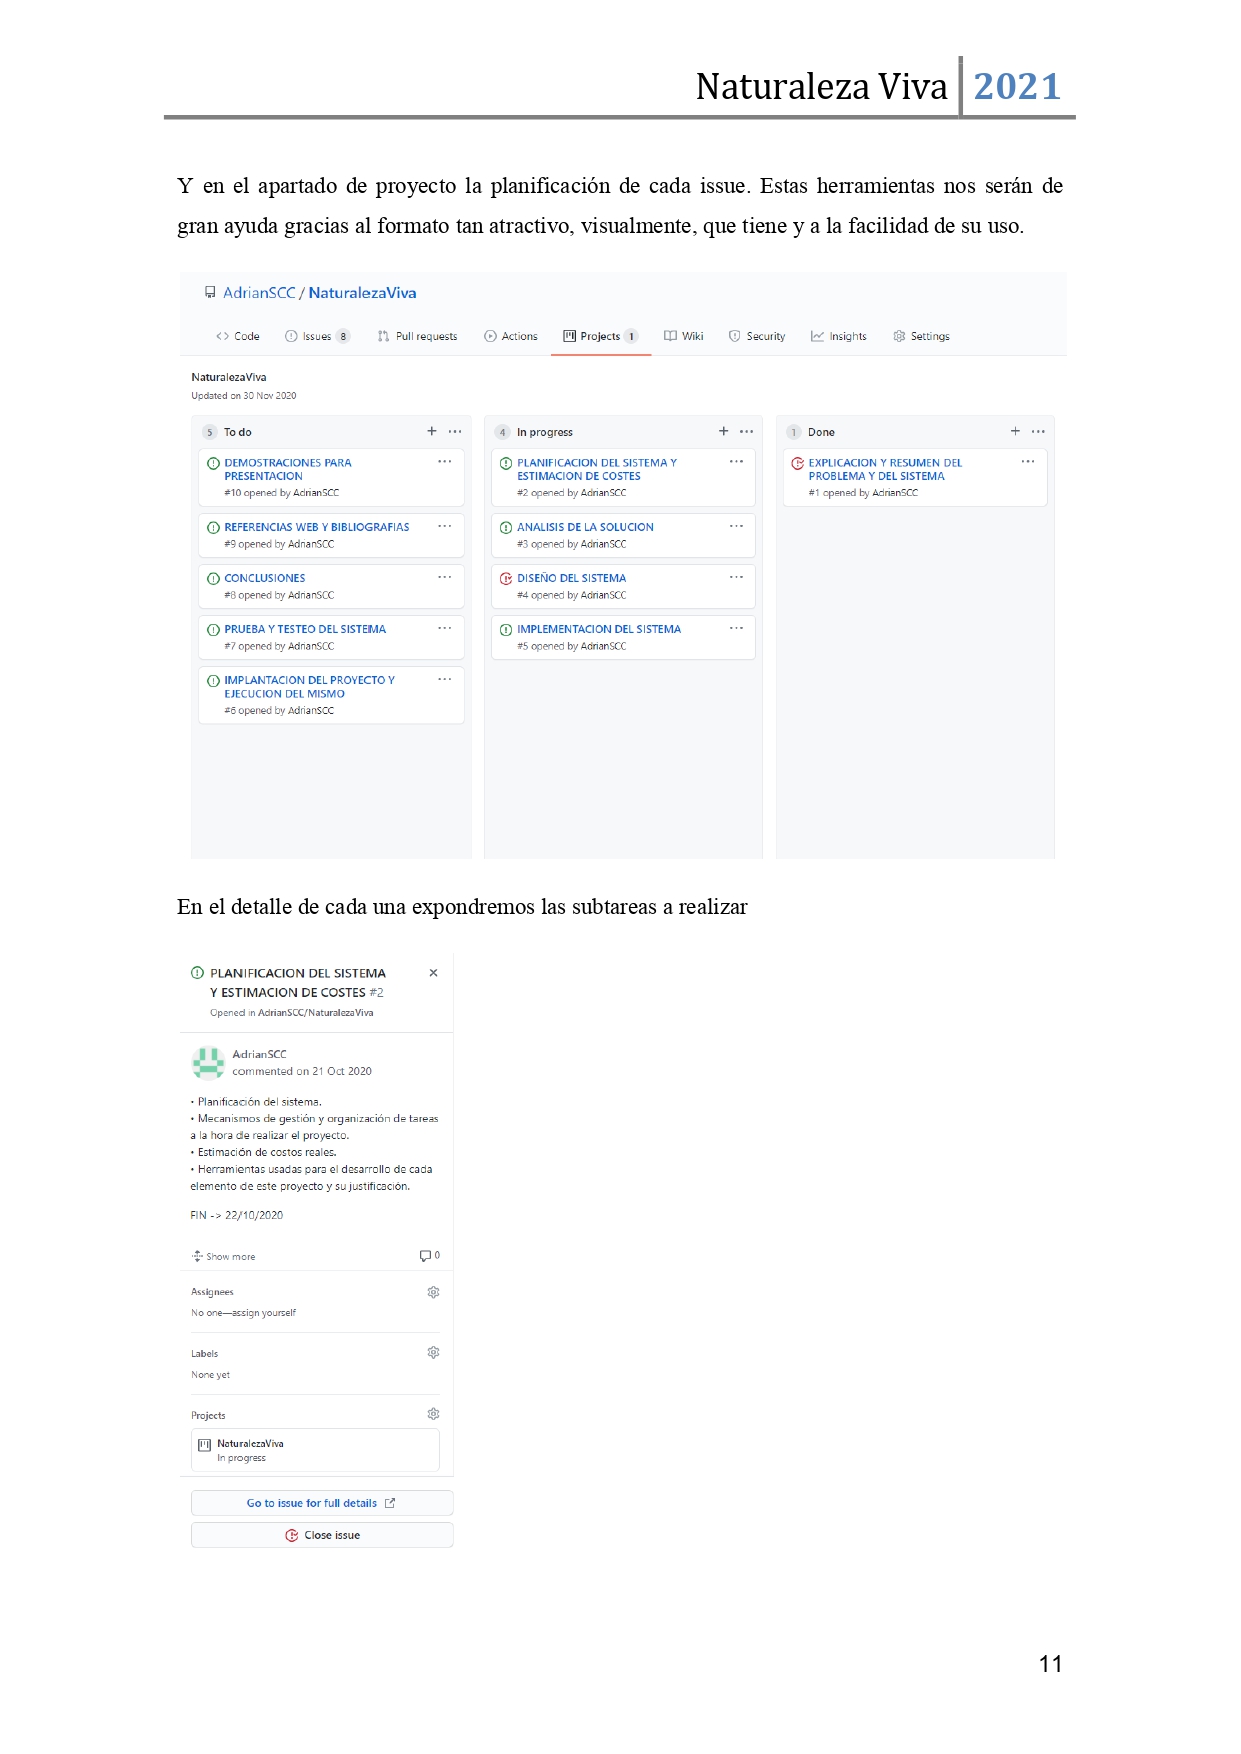 Naturaleza Viva 2021
Y en el apartado de proyecto la planificación de cada issue. Estas herramientas nos serán de
gran ayuda gracias al formato tan atractivo, visualmente, que tiene y a la facilidad de su uso.
AdrianSCC / NaturalezaViva
Code Issues 8 Pull requests Actions Projects 1 Wiki Security Insights Settings
NaturalezaViva
Updated on 30 Nov 2020
5 To do
DEMOSTRACIONES PARA
PRESENTACION
#10 opened by AdrianSCC
REFERENCIAS WEB Y BIBLIOGRAFIAS
#9 opened by AdrianSCC
CONCLUSIONES
#8 opened by AdrianSCC
PRUEBA Y TESTEO DEL SISTEMA
#7 opened by AdrianSCC
IMPLANTACION DEL PROYECTO Y
EJECUCION DEL MISMO
#6 opened by AdrianSCC
4 In progress
PLANIFICACION DEL SISTEMA Y
ESTIMACION DE COSTES
#2 opened by AdrianSCC
ANALISIS DE LA SOLUCION
#3 opened by AdrianSCC
DISEÑO DEL SISTEMA
#4 opened by AdrianSCC
IMPLEMENTACION DEL SISTEMA
#5 opened by AdrianSCC
1 Done
EXPLICACION Y RESUMEN DEL
PROBLEMA Y DEL SISTEMA
#1 opened by AdrianSCC
En el detalle de cada una expondremos las subtareas a realizar
PLANIFICACION DEL SISTEMA
Y ESTIMACION DE COSTES #2
Opened in AdrianSCC/NaturalezaViva
AdrianSCC
commented on 21 Oct 2020
• Planificación del sistema.
• Mecanismos de gestión y organización de tareas
a la hora de realizar el proyecto.
• Estimación de costos reales.
• Herramientas usadas para el desarrollo de cada
elemento de este proyecto y su justificación.
FIN -> 22/10/2020
Show more 0
Assignees
No one—assign yourself
Labels
None yet
Projects
NaturalezaViva
In progress
Go to issue for full details
Close issue
11